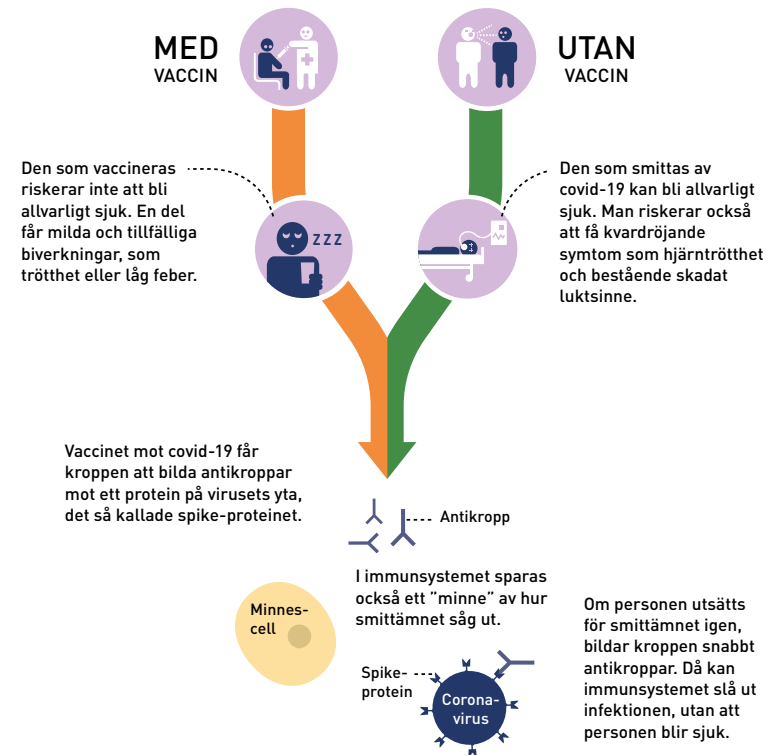 MED
VACCIN
UTAN
VACCIN
Den som vaccineras
riskerar inte att bli
allvarligt sjuk. En del
får milda och tillfälliga
biverkningar, som
trötthet eller låg feber.
ZZZ
Den som smittas av
covid-19 kan bli allvarligt
sjuk. Man riskerar också
att få kvardröjande
symtom som hjärntrötthet
och bestående skadat
luktsinne.
Vaccinet mot covid-19 får
kroppen att bilda antikroppar
mot ett protein på virusets yta,
det så kallade spike-proteinet.
Antikropp
I immunsystemet sparas
också ett ”minne” av hur
smittämnet såg ut.
Minnes-
cell
Spike-
protein
Corona-
virus
Om personen utsätts
för smittämnet igen,
bildar kroppen snabbt
antikroppar. Då kan
immunsystemet slå ut
infektionen, utan att
personen blir sjuk.